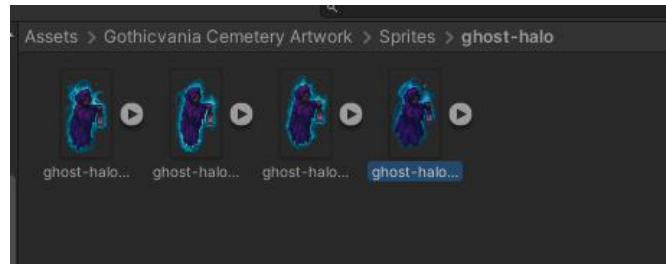 Assets > Gothicvania Cemetery Artwork > Sprites > ghost-halo
ghost-halo... ghost-halo... ghost-halo... ghost-halo...